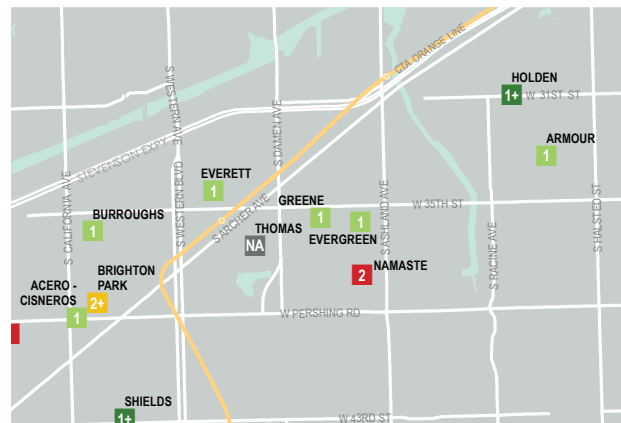 CTA ORANGE LINE
HOLDEN
1+
W 31ST ST
S WESTERN AVE
S DAMEN AVE
ARMOUR
1
STEVENSON EXPY
EVERETT
1
S CALIFORNIA AVE
S WESTERN BLVD
S ARCHER AVE
GREENE
1
1
EVERGREEN
W 35TH ST
S ASHLAND AVE
S HALSTED ST
BURROUGHS
1
THOMAS
NA
S RACINE AVE
NAMASTE
2
ACERO -
CISNEROS
1
BRIGHTON
PARK
2+
W PERSHING RD
SHIELDS
1+
W 43RD ST